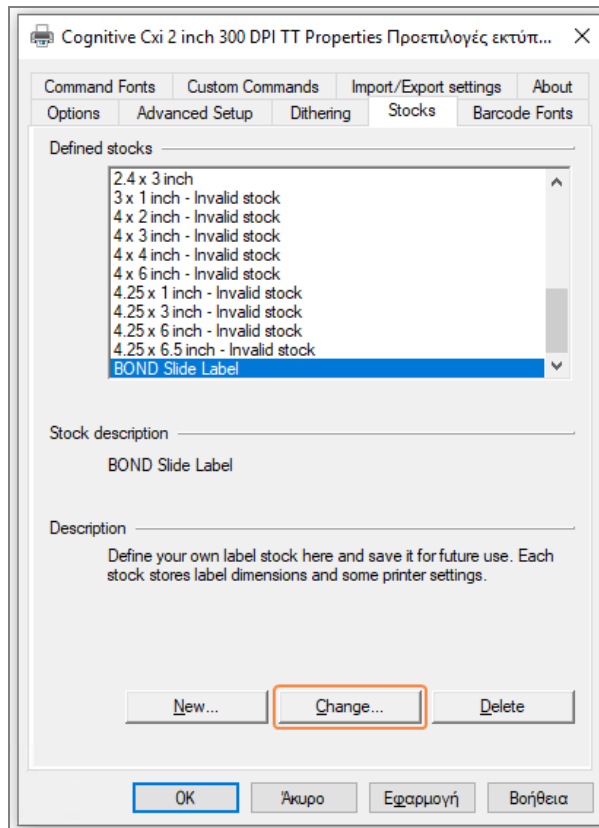 Cognitive Cxi 2 inch 300 DPI TT Properties Προεπιλογές εκτύπ...
Command Fonts Custom Commands Import/Export settings About
Options Advanced Setup Dithering Stocks Barcode Fonts
Defined stocks
2.4 x 3 inch
3 x 1 inch - Invalid stock
4 x 2 inch - Invalid stock
4 x 3 inch - Invalid stock
4 x 4 inch - Invalid stock
4 x 6 inch - Invalid stock
4.25 x 1 inch - Invalid stock
4.25 x 3 inch - Invalid stock
4.25 x 6 inch - Invalid stock
4.25 x 6.5 inch - Invalid stock
BOND Slide Label
Stock description
BOND Slide Label
Description
Define your own label stock here and save it for future use. Each
stock stores label dimensions and some printer settings.
New... Change... Delete
OK Άκυρο Εφαρμογή Βοήθεια